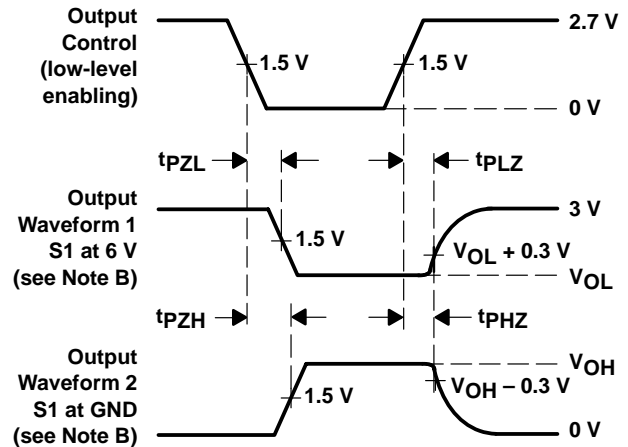 Output
Control
(low-level
enabling)
2.7 V
1.5 V
1.5 V
0 V
tPZL
tPLZ
Output
Waveform 1
S1 at 6 V
(see Note B)
3 V
1.5 V
VOL + 0.3 V
VOL
tPZH
tPHZ
Output
Waveform 2
S1 at GND
(see Note B)
VOH
1.5 V
VOH – 0.3 V
0 V